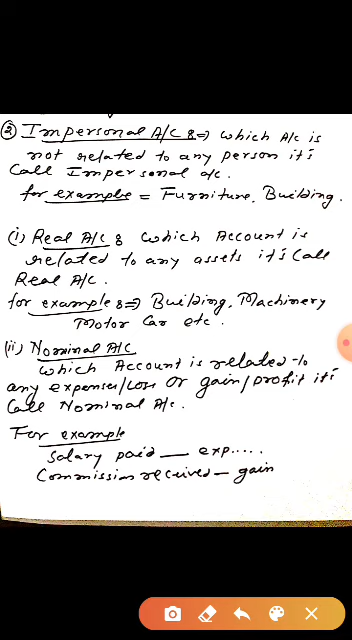 ② Impersonal A/C :⇒ which A/c is
not related to any person it's
Call Impersonal a/c.
for example = Furniture, Building.
(i) Real A/C : which Account is
related to any assets it's Call
Real A/C.
for example :⇒ Building, Machinery
Motor Car etc.
(ii) Nominal A/C
which Account is related to
any expenses/Loss Or gain/profit it's
Call Nominal A/c.
For example
Salary paid — exp.....
Commission received — gain